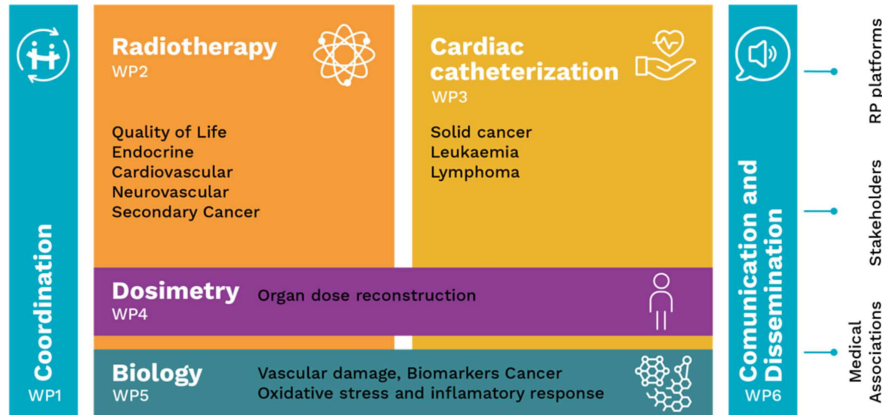 Coordination
WP1
Radiotherapy
WP2
Quality of Life
Endocrine
Cardiovascular
Neurovascular
Secondary Cancer
Cardiac
catheterization
WP3
Solid cancer
Leukaemia
Lymphoma
Dosimetry
WP4
Organ dose reconstruction
Biology
WP5
Vascular damage, Biomarkers Cancer
Oxidative stress and inflamatory response
Comunication and
Dissemination
WP6
RP platforms
Stakeholders
Medical
Associations